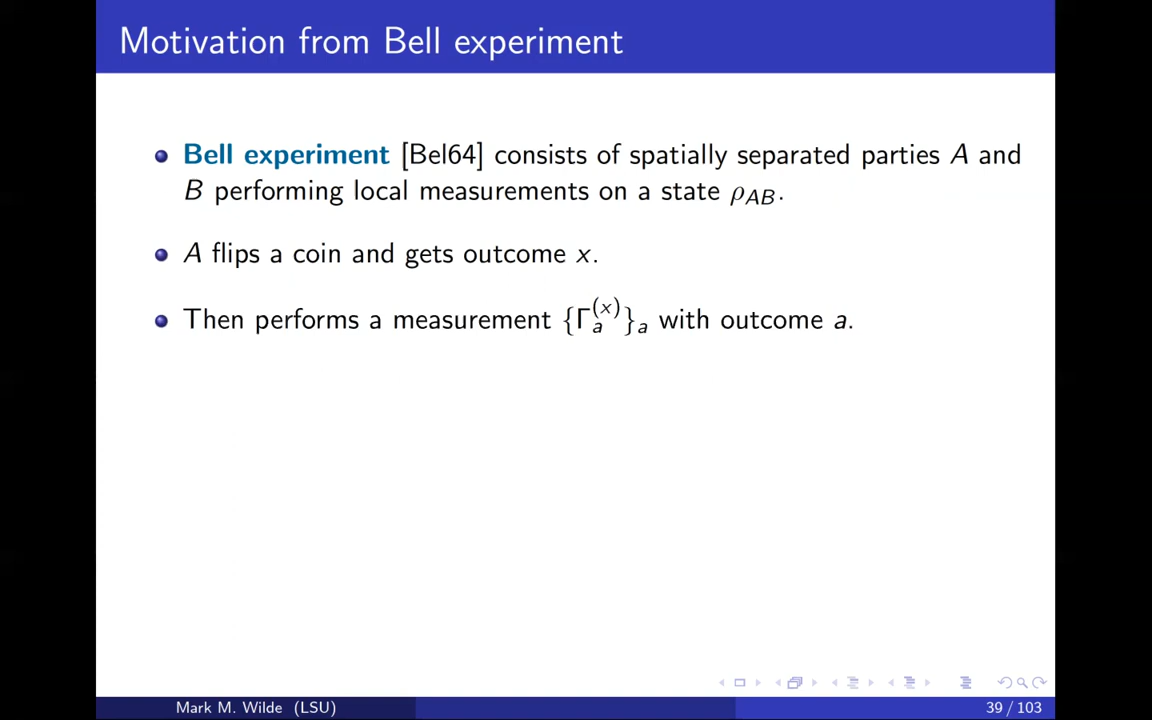 Motivation from Bell experiment
Bell experiment [Bel64] consists of spatially separated parties A and
B performing local measurements on a state ρ_AB.
A flips a coin and gets outcome x.
Then performs a measurement {Γ_a^(x)}_a with outcome a.
Mark M. Wilde (LSU)
39 / 103